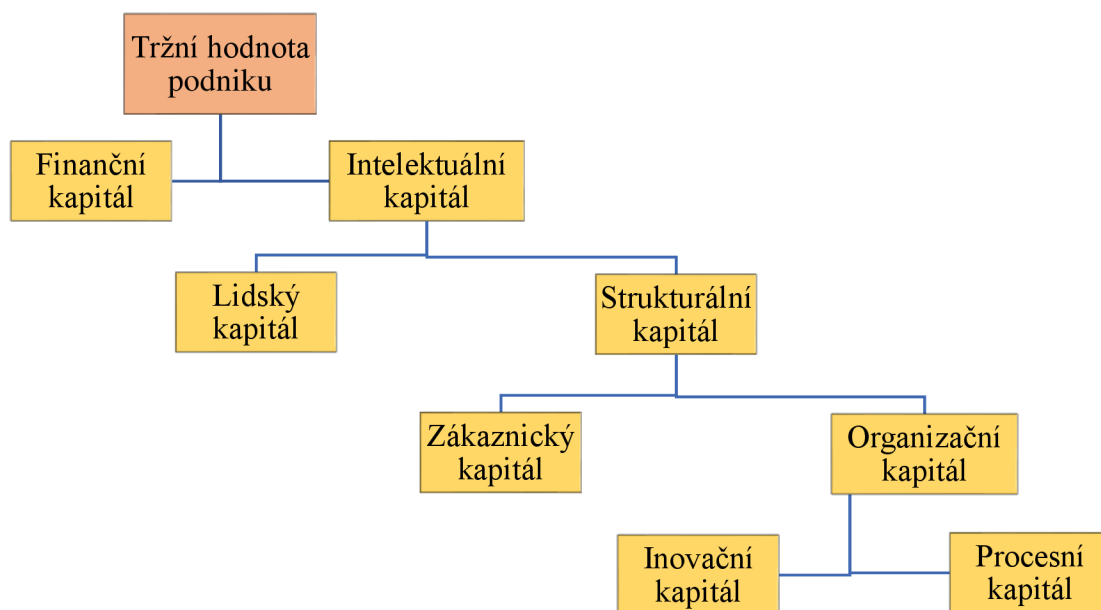 Tržní hodnota
podniku
Finanční
kapitál
Intelektuální
kapitál
Lidský
kapitál
Strukturální
kapitál
Zákaznický
kapitál
Organizační
kapitál
Inovační
kapitál
Procesní
kapitál